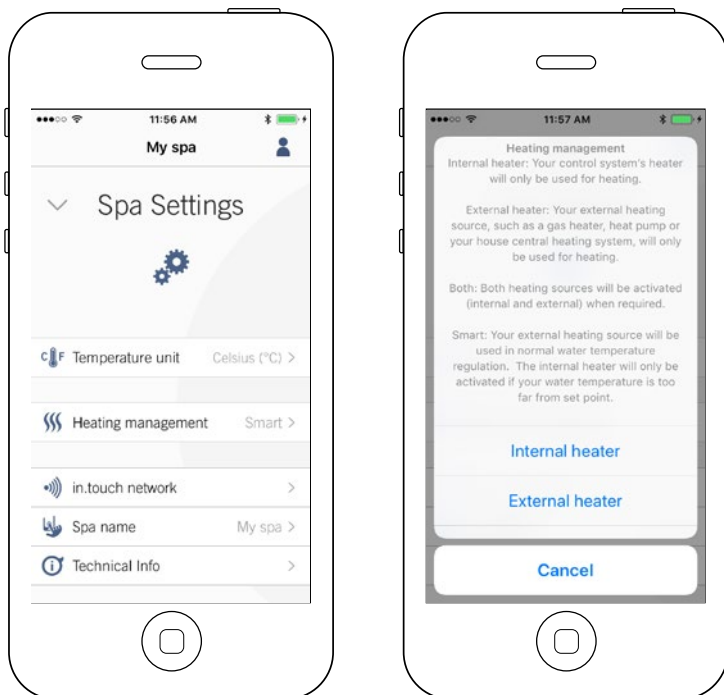 11:56 AM
My spa
Spa Settings
C F Temperature unit Celsius (°C) >
Heating management Smart >
in.touch network >
Spa name My spa >
Technical Info >
11:57 AM
Heating management
Internal heater: Your control system's heater
will only be used for heating.
External heater: Your external heating
source, such as a gas heater, heat pump or
your house central heating system, will only
be used for heating.
Both: Both heating sources will be activated
(internal and external) when required.
Smart: Your external heating source will be
used in normal water temperature
regulation. The internal heater will only be
activated if your water temperature is too
far from set point.
Internal heater
External heater
Cancel